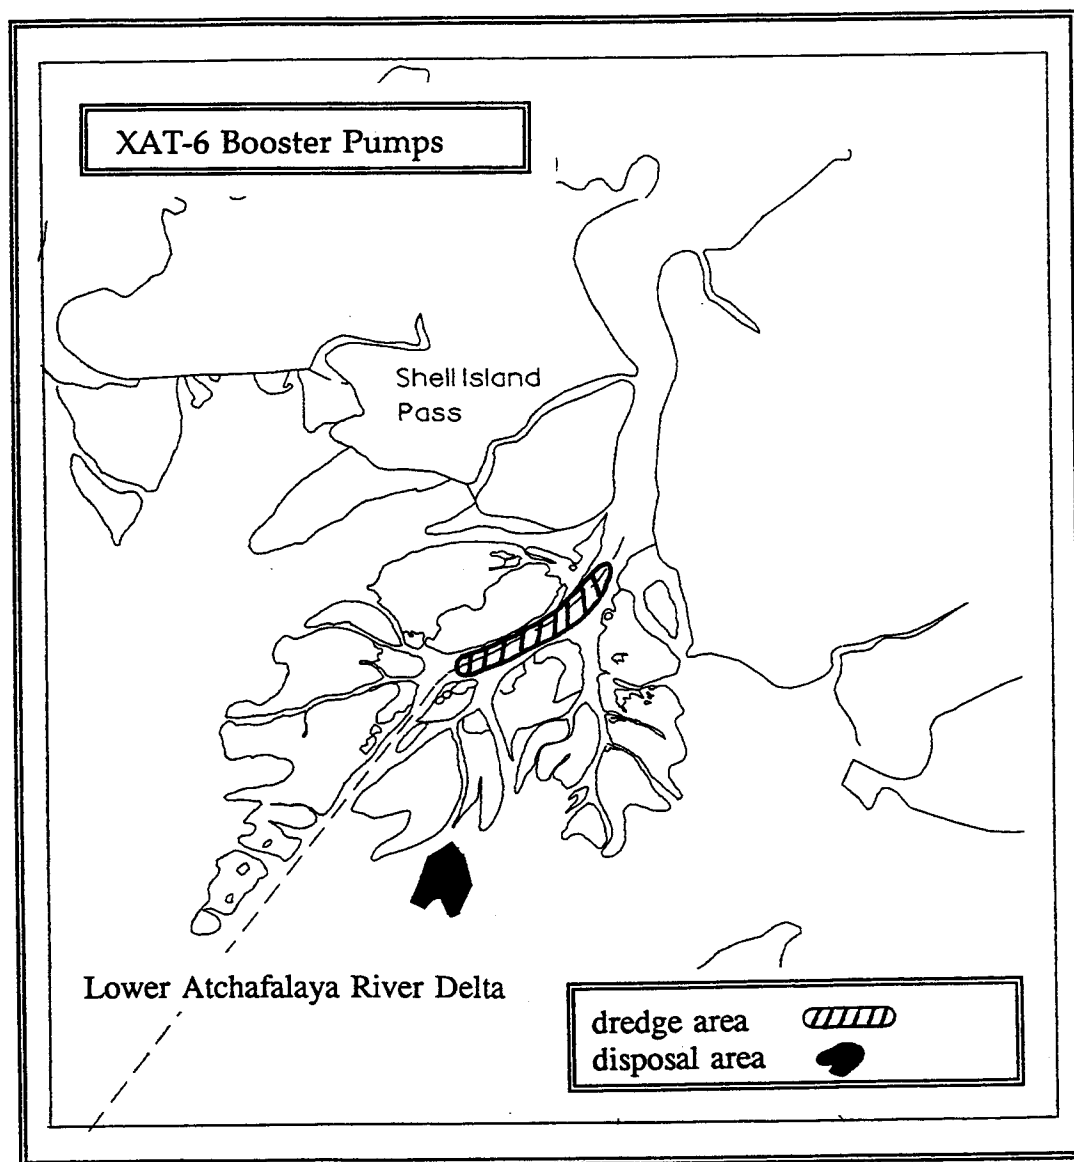 XAT-6 Booster Pumps
Shell Island
Pass
Lower Atchafalaya River Delta
dredge area
disposal area